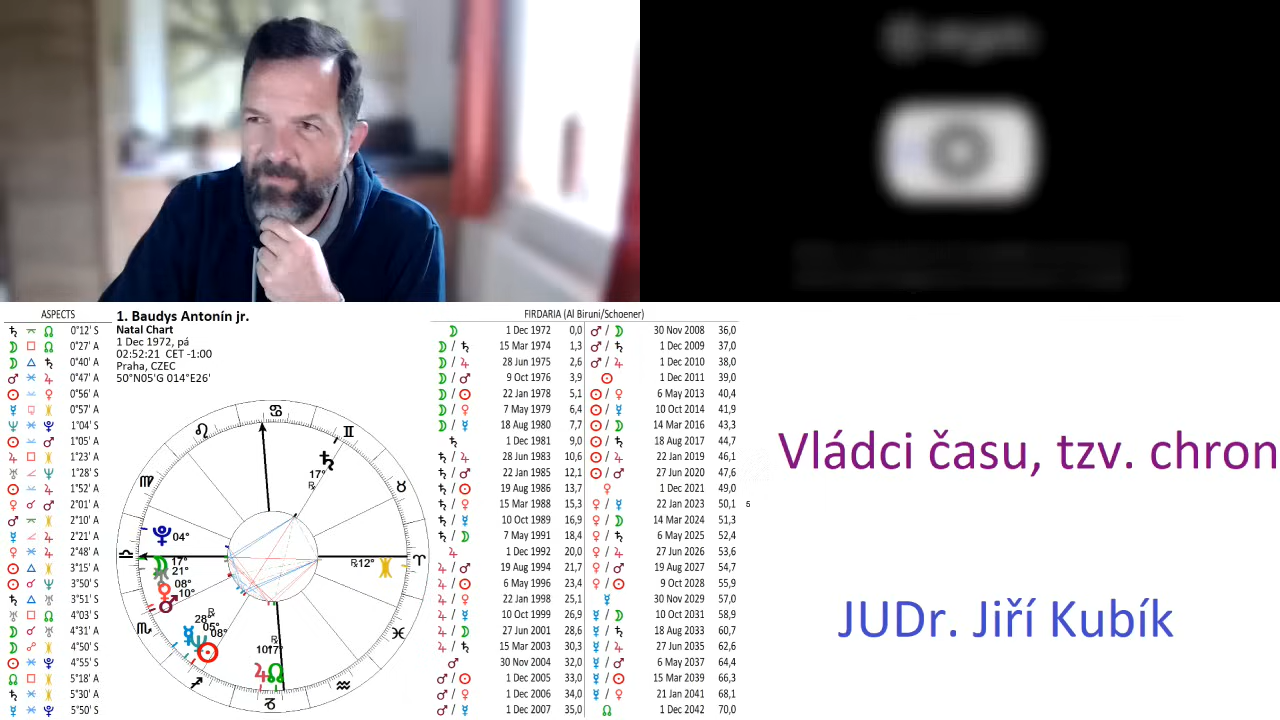 ASPECTS
0°12' S
0°27' A
0°40' A
0°47' A
0°56' A
0°57' A
1°04' S
1°05' A
1°23' A
1°28' S
1°52' A
2°01' A
2°10' A
2°21' A
2°48' A
3°15' A
3°50' S
3°51' S
4°03' S
4°31' A
4°50' S
4°55' S
5°18' A
5°30' A
5°50' S
1. Baudys Antonín jr.
Natal Chart
1 Dec 1972, pá
02:52:21 CET -1:00
Praha, CZEC
50°N05'G 014°E26'
17°
04°
17°
21°
08°
10°
28°
05°
08°
10°
17°
12°
FIRDARIA (Al Biruni/Schoener)
1 Dec 1972 0,0 30 Nov 2008 36,0
15 Mar 1974 1,3 1 Dec 2009 37,0
28 Jun 1975 2,6 1 Dec 2010 38,0
9 Oct 1976 3,9 1 Dec 2011 39,0
22 Jan 1978 5,1 6 May 2013 40,4
7 May 1979 6,4 10 Oct 2014 41,9
18 Aug 1980 7,7 14 Mar 2016 43,3
1 Dec 1981 9,0 18 Aug 2017 44,7
28 Jun 1983 10,6 22 Jan 2019 46,1
22 Jan 1985 12,1 27 Jun 2020 47,6
19 Aug 1986 13,7 1 Dec 2021 49,0
15 Mar 1988 15,3 22 Jan 2023 50,1 5
10 Oct 1989 16,9 14 Mar 2024 51,3
7 May 1991 18,4 6 May 2025 52,4
1 Dec 1992 20,0 27 Jun 2026 53,6
19 Aug 1994 21,7 19 Aug 2027 54,7
6 May 1996 23,4 9 Oct 2028 55,9
22 Jan 1998 25,1 30 Nov 2029 57,0
10 Oct 1999 26,9 10 Oct 2031 58,9
27 Jun 2001 28,6 18 Aug 2033 60,7
15 Mar 2003 30,3 27 Jun 2035 62,6
30 Nov 2004 32,0 6 May 2037 64,4
1 Dec 2005 33,0 15 Mar 2039 66,3
1 Dec 2006 34,0 21 Jan 2041 68,1
1 Dec 2007 35,0 1 Dec 2042 70,0
Vládci času, tzv. chron
JUDr. Jiří Kubík